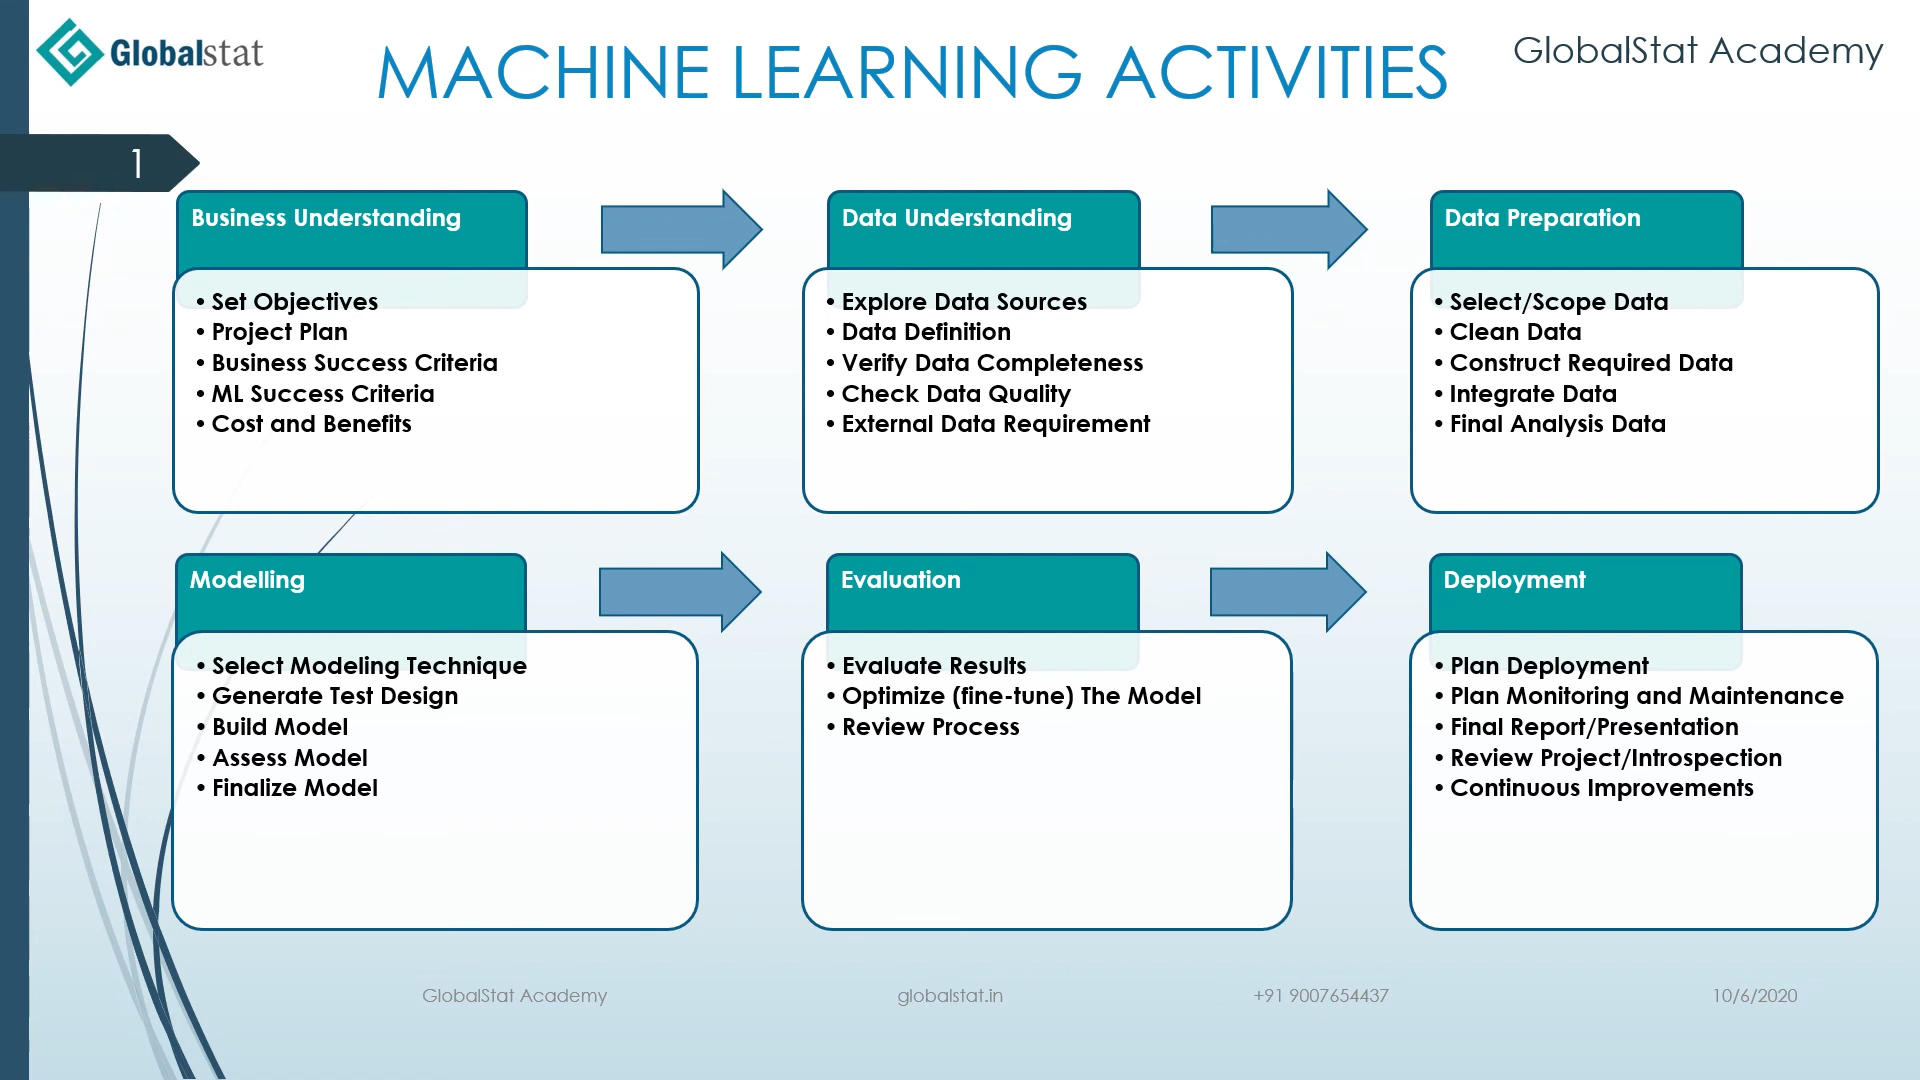 Globalstat
MACHINE LEARNING ACTIVITIES
GlobalStat Academy
1
Business Understanding
• Set Objectives
• Project Plan
• Business Success Criteria
• ML Success Criteria
• Cost and Benefits
Data Understanding
• Explore Data Sources
• Data Definition
• Verify Data Completeness
• Check Data Quality
• External Data Requirement
Data Preparation
• Select/Scope Data
• Clean Data
• Construct Required Data
• Integrate Data
• Final Analysis Data
Modelling
• Select Modeling Technique
• Generate Test Design
• Build Model
• Assess Model
• Finalize Model
Evaluation
• Evaluate Results
• Optimize (fine-tune) The Model
• Review Process
Deployment
• Plan Deployment
• Plan Monitoring and Maintenance
• Final Report/Presentation
• Review Project/Introspection
• Continuous Improvements
GlobalStat Academy
globalstat.in
+91 9007654437
10/6/2020